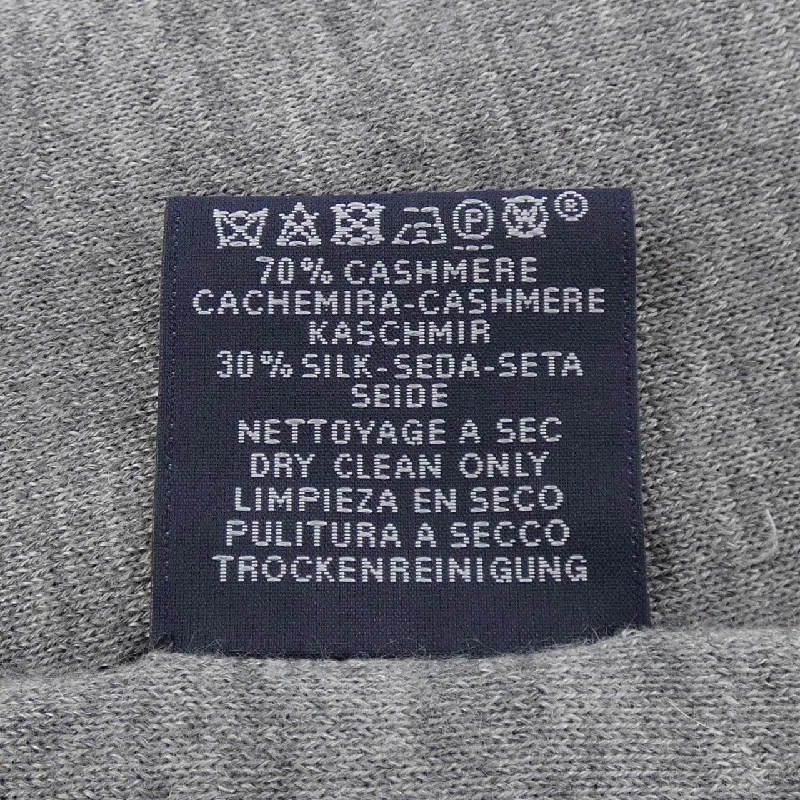 P W ®
70% CASHMERE
CACHEMIRA-CASHMERE
KASCHMIR
30% SILK-SEDA-SETA
SEIDE
NETTOYAGE A SEC
DRY CLEAN ONLY
LIMPIEZA EN SECO
PULITURA A SECCO
TROCKENREINIGUNG